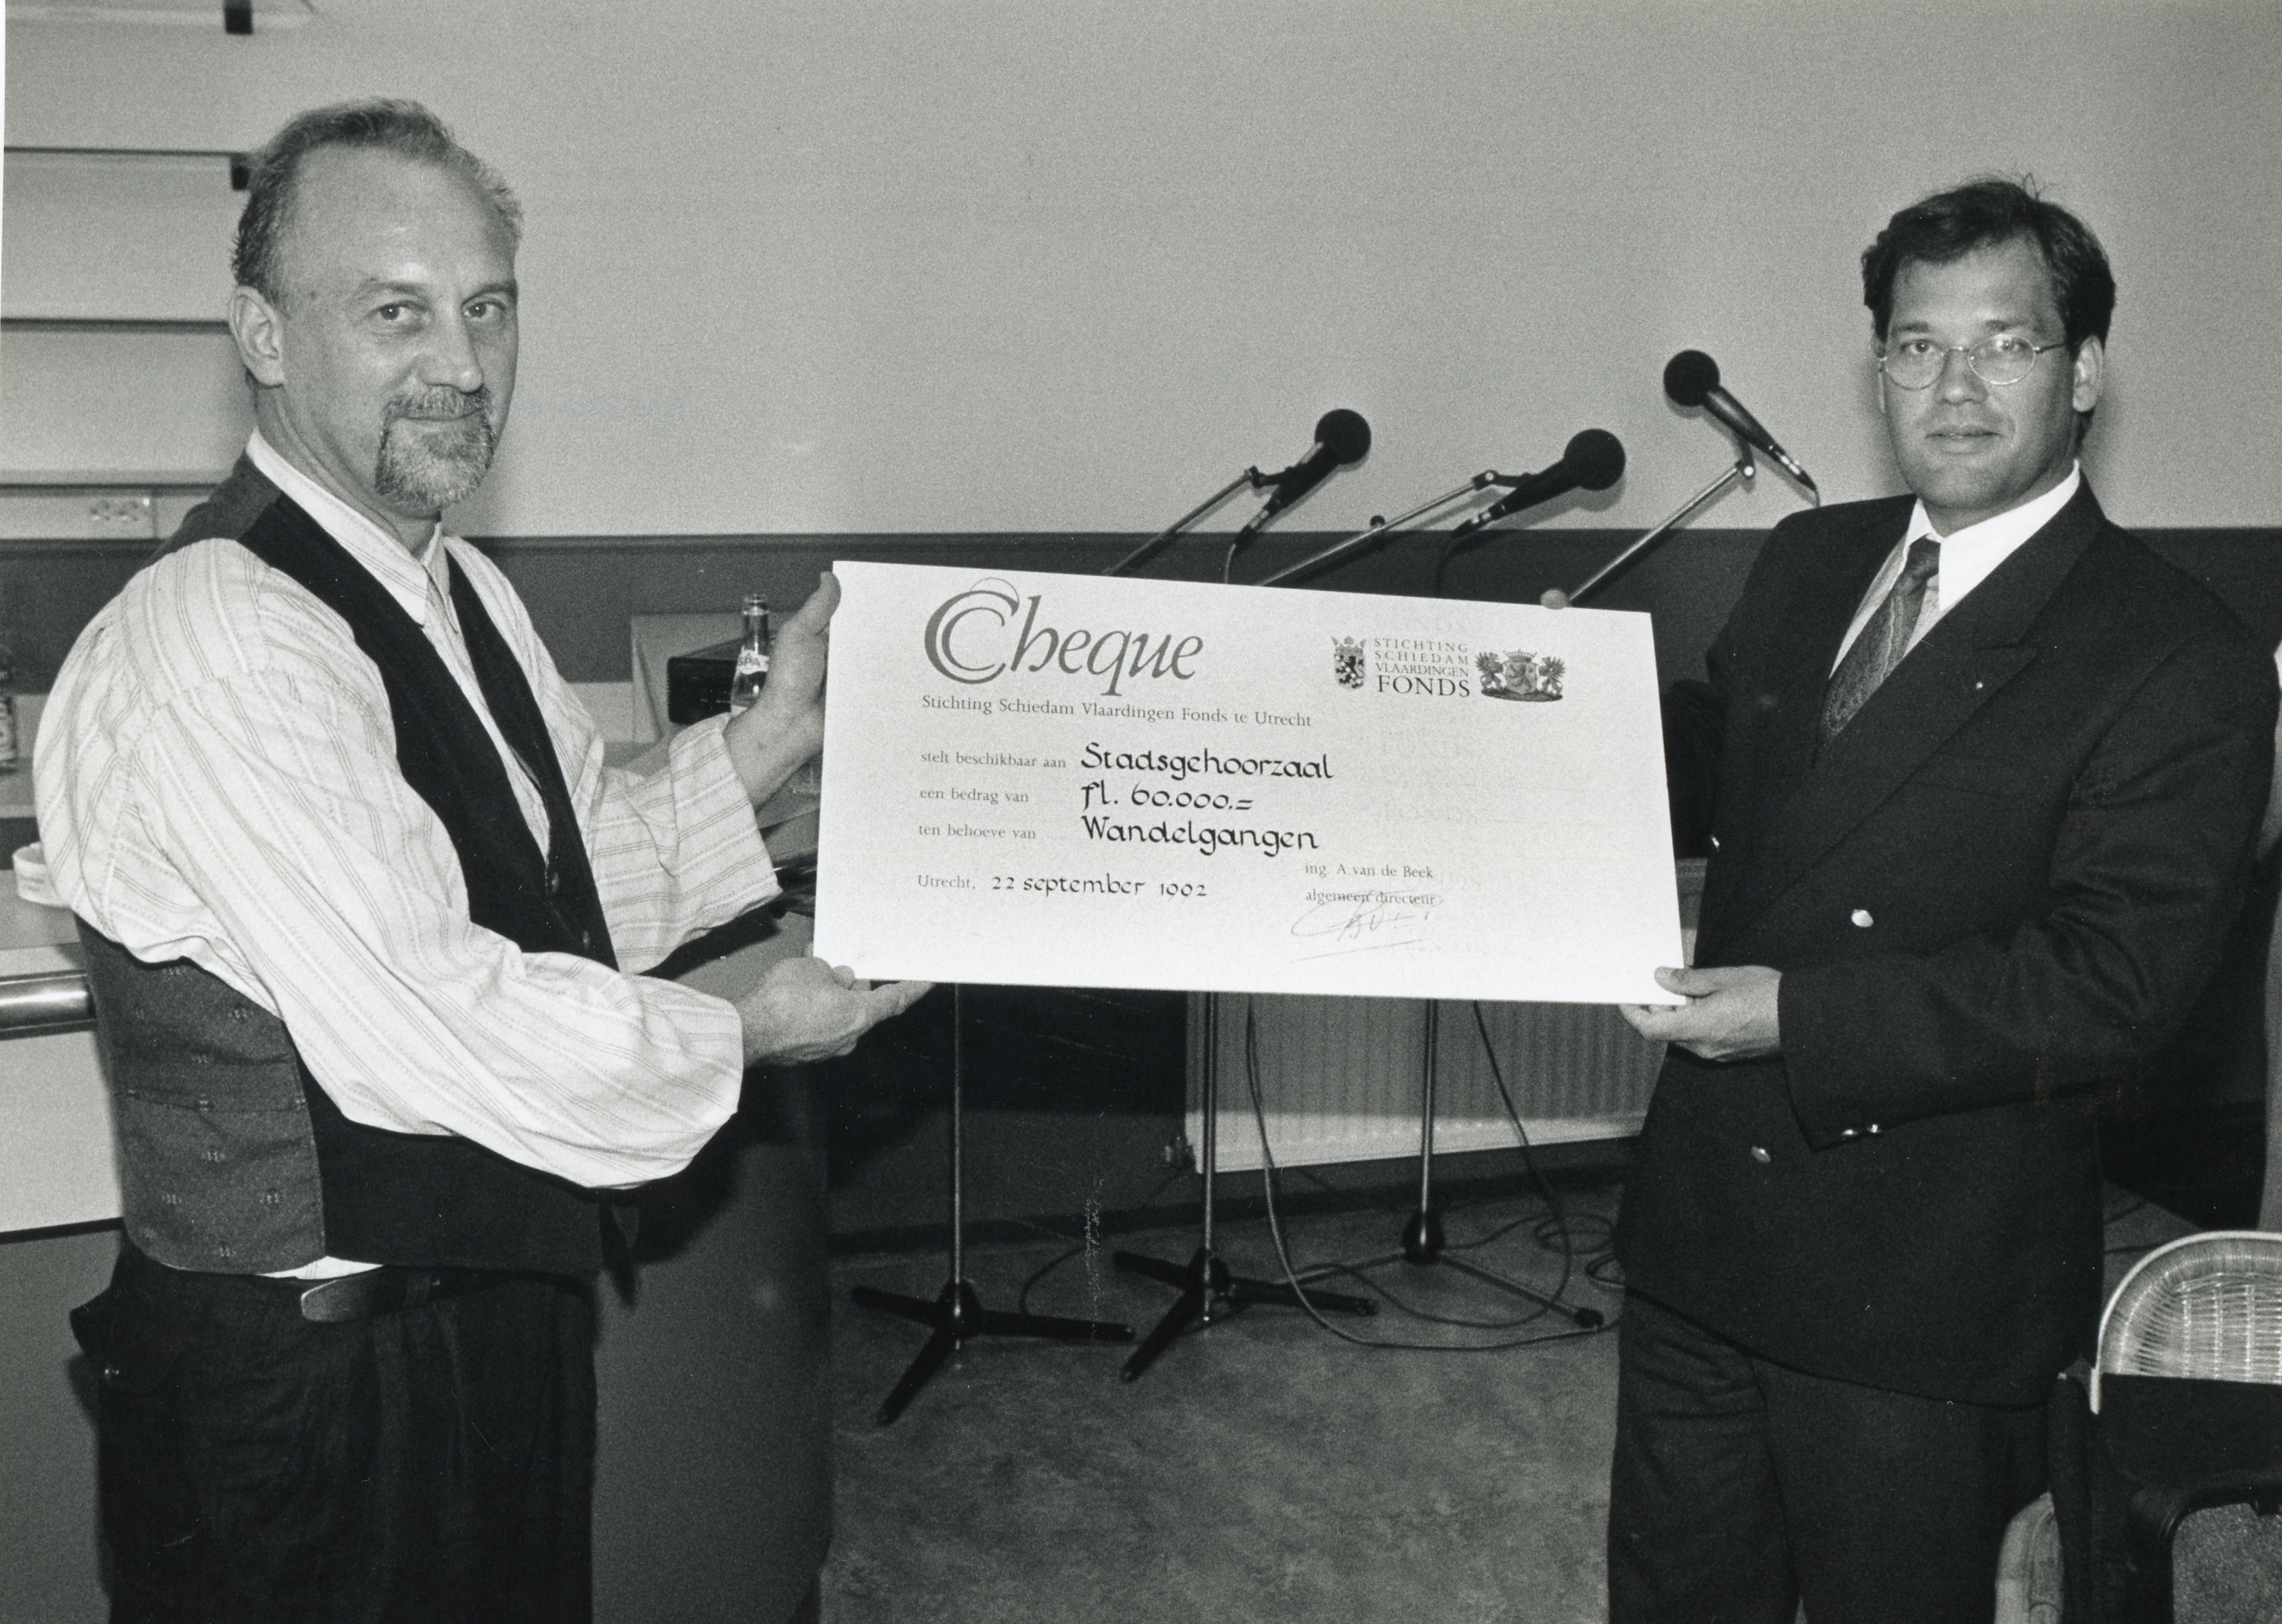 Cheque
STICHTING
SCHIEDAM
VLAARDINGEN
FONDS
Stichting Schiedam Vlaardingen Fonds te Utrecht
stelt beschikbaar aan Stadsgehoorzaal
een bedrag van fl. 60.000.=
ten behoeve van Wandelgangen
ing A.van de Beek
Utrecht, 22 september 1992
algemeen directeur
SPA